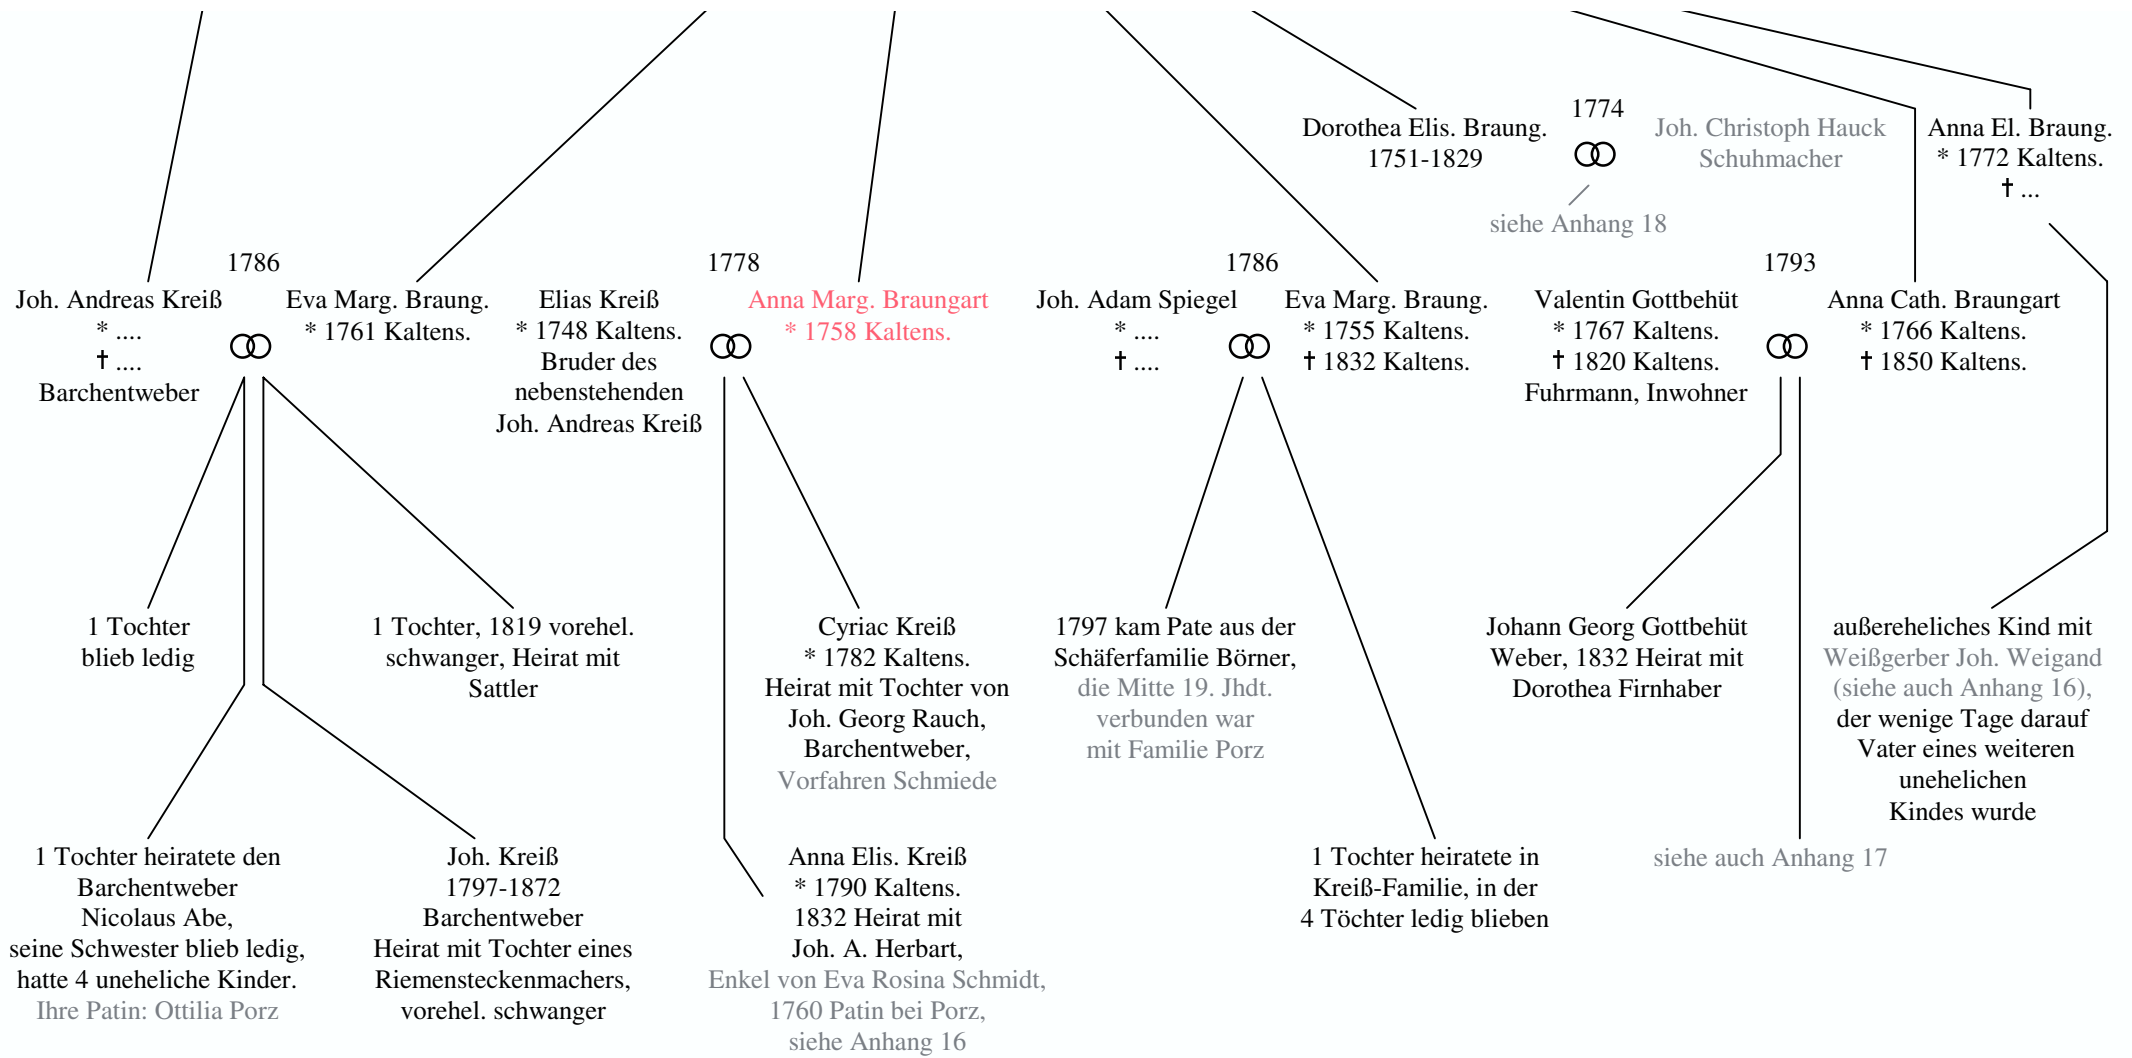 Dorothea Elis. Braung.
1751-1829
1774
Joh. Christoph Hauck
Schuhmacher
siehe Anhang 18
Anna El. Braung.
* 1772 Kaltens.
† ...
Joh. Andreas Kreiß
* ....
† ....
Barchentweber
1786
Eva Marg. Braung.
* 1761 Kaltens.
Elias Kreiß
* 1748 Kaltens.
Bruder des
nebenstehenden
Joh. Andreas Kreiß
1778
Anna Marg. Braungart
* 1758 Kaltens.
Joh. Adam Spiegel
* ....
† ....
1786
Eva Marg. Braung.
* 1755 Kaltens.
† 1832 Kaltens.
Valentin Gottbehüt
* 1767 Kaltens.
† 1820 Kaltens.
Fuhrmann, Inwohner
1793
Anna Cath. Braungart
* 1766 Kaltens.
† 1850 Kaltens.
1 Tochter
blieb ledig
1 Tochter, 1819 vorehel.
schwanger, Heirat mit
Sattler
Cyriac Kreiß
* 1782 Kaltens.
Heirat mit Tochter von
Joh. Georg Rauch,
Barchentweber,
Vorfahren Schmiede
1797 kam Pate aus der
Schäferfamilie Börner,
die Mitte 19. Jhdt.
verbunden war
mit Familie Porz
Johann Georg Gottbehüt
Weber, 1832 Heirat mit
Dorothea Firnhaber
außereheliches Kind mit
Weißgerber Joh. Weigand
(siehe auch Anhang 16),
der wenige Tage darauf
Vater eines weiteren
unehelichen
Kindes wurde
1 Tochter heiratete den
Barchentweber
Nicolaus Abe,
seine Schwester blieb ledig,
hatte 4 uneheliche Kinder.
Ihre Patin: Ottilia Porz
Joh. Kreiß
1797-1872
Barchentweber
Heirat mit Tochter eines
Riemensteckenmachers,
vorehel. schwanger
Anna Elis. Kreiß
* 1790 Kaltens.
1832 Heirat mit
Joh. A. Herbart,
Enkel von Eva Rosina Schmidt,
1760 Patin bei Porz,
siehe Anhang 16
1 Tochter heiratete in
Kreiß-Familie, in der
4 Töchter ledig blieben
siehe auch Anhang 17